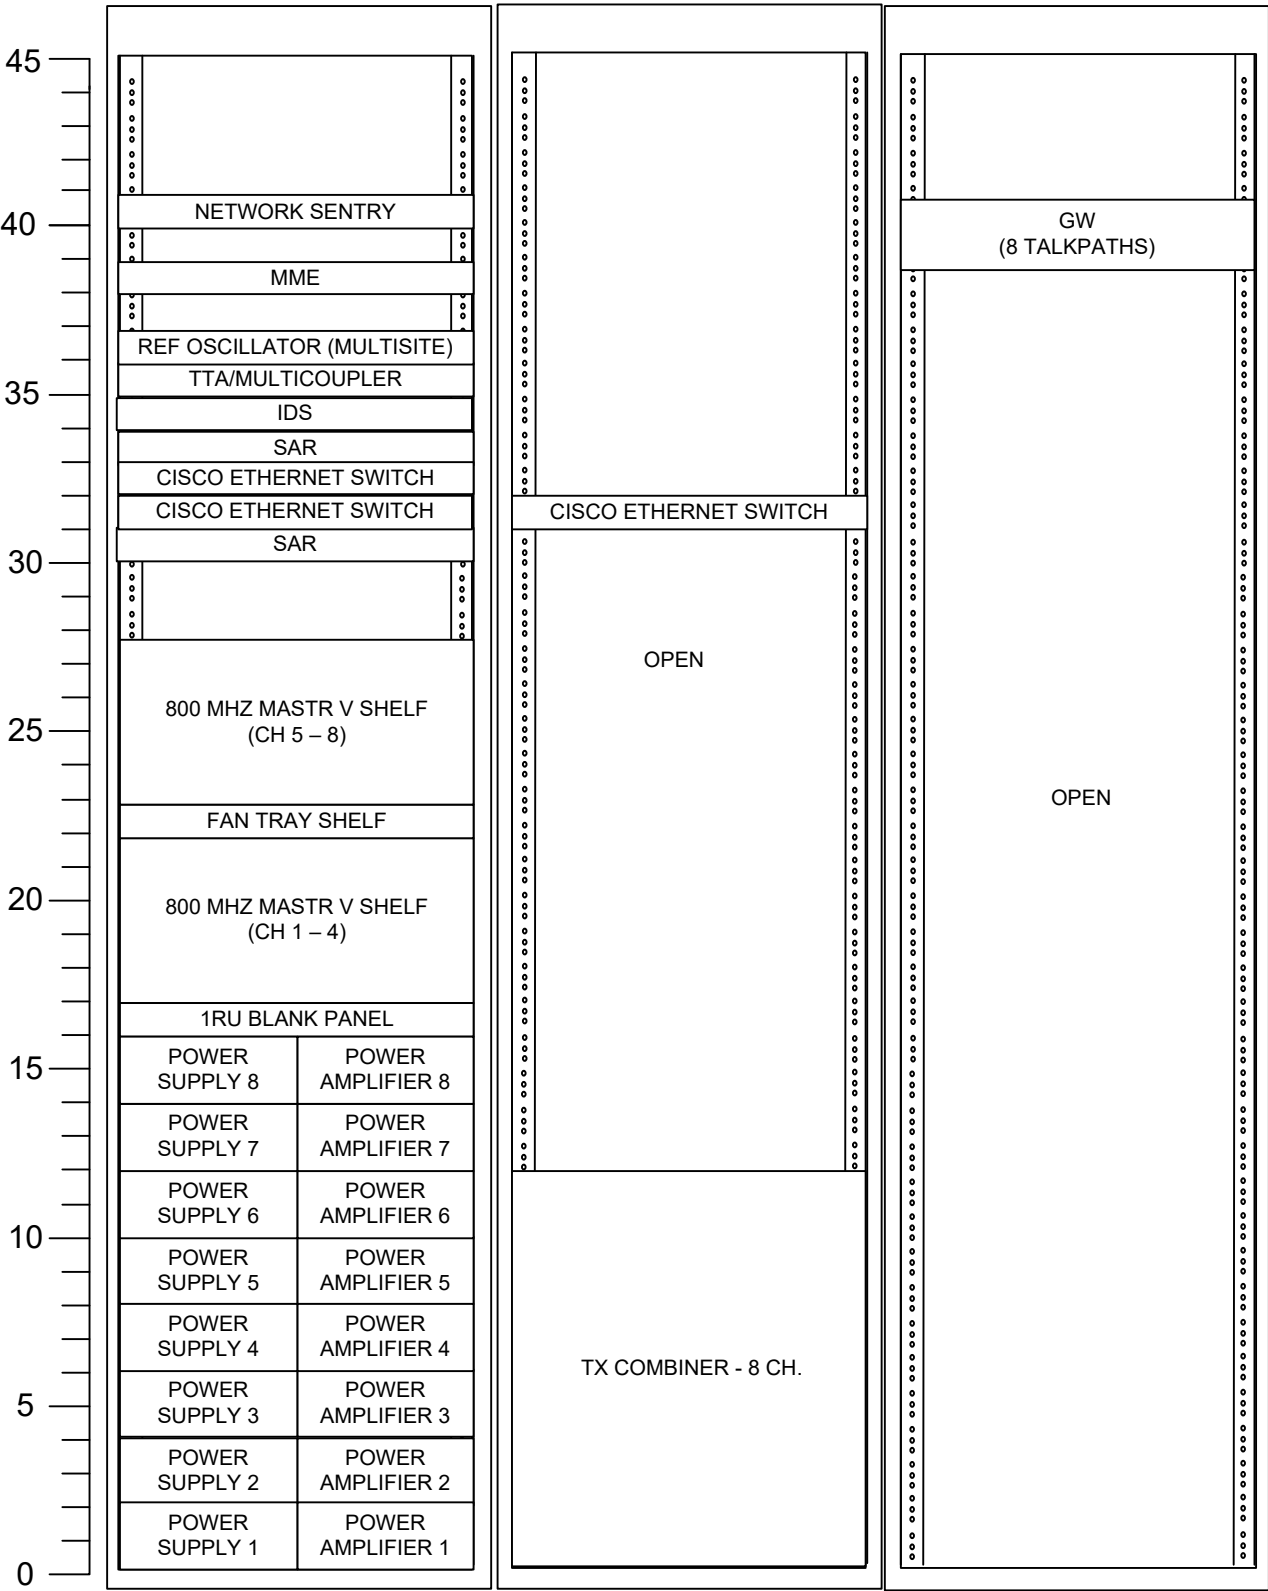 45
40
35
30
25
20
15
10
5
0
NETWORK SENTRY
MME
REF OSCILLATOR (MULTISITE)
TTA/MULTICOUPLER
IDS
SAR
CISCO ETHERNET SWITCH
CISCO ETHERNET SWITCH
SAR
800 MHZ MASTR V SHELF
(CH 5 – 8)
FAN TRAY SHELF
800 MHZ MASTR V SHELF
(CH 1 – 4)
1RU BLANK PANEL
POWER
SUPPLY 8
POWER
AMPLIFIER 8
POWER
SUPPLY 7
POWER
AMPLIFIER 7
POWER
SUPPLY 6
POWER
AMPLIFIER 6
POWER
SUPPLY 5
POWER
AMPLIFIER 5
POWER
SUPPLY 4
POWER
AMPLIFIER 4
POWER
SUPPLY 3
POWER
AMPLIFIER 3
POWER
SUPPLY 2
POWER
AMPLIFIER 2
POWER
SUPPLY 1
POWER
AMPLIFIER 1
CISCO ETHERNET SWITCH
OPEN
TX COMBINER - 8 CH.
GW
(8 TALKPATHS)
OPEN